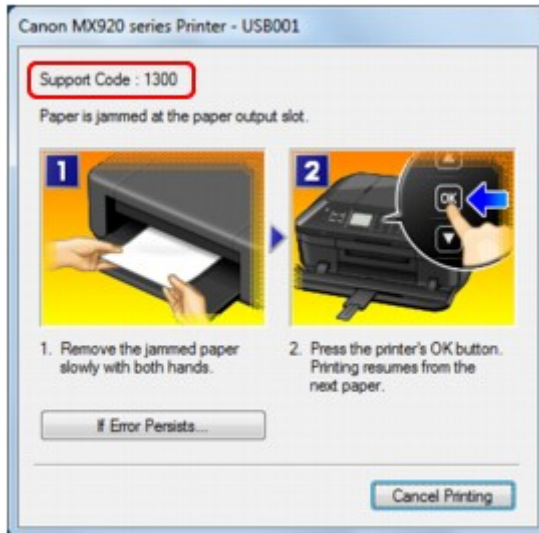 Canon MX920 series Printer - USB001
Support Code : 1300
Paper is jammed at the paper output slot.
1
2
OK
1. Remove the jammed paper
slowly with both hands.
2. Press the printer's OK button.
Printing resumes from the
next paper.
If Error Persists...
Cancel Printing